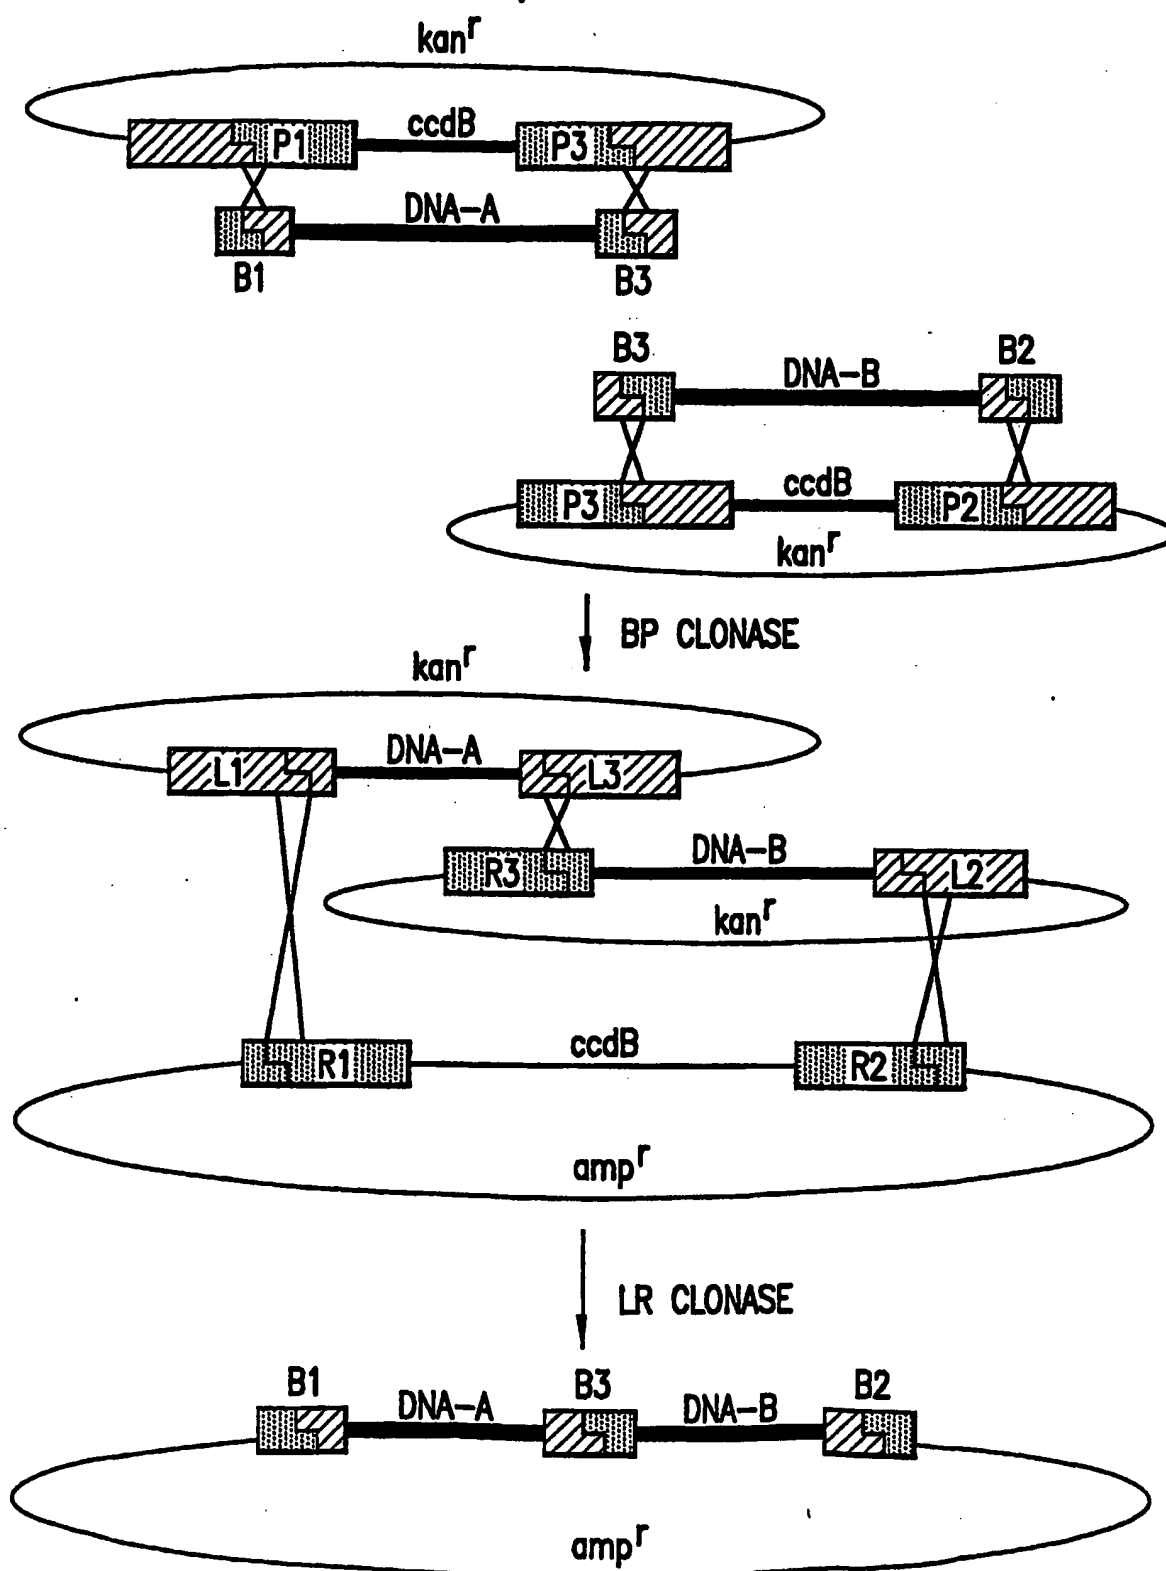 kanʳ
P1 ccdB P3
DNA-A
B1 B3
B3 DNA-B B2
P3 ccdB P2
kanʳ
BP CLONASE
kanʳ
L1 DNA-A L3
R3 DNA-B L2
kanʳ
R1 ccdB R2
ampʳ
LR CLONASE
B1 DNA-A B3 DNA-B B2
ampʳ